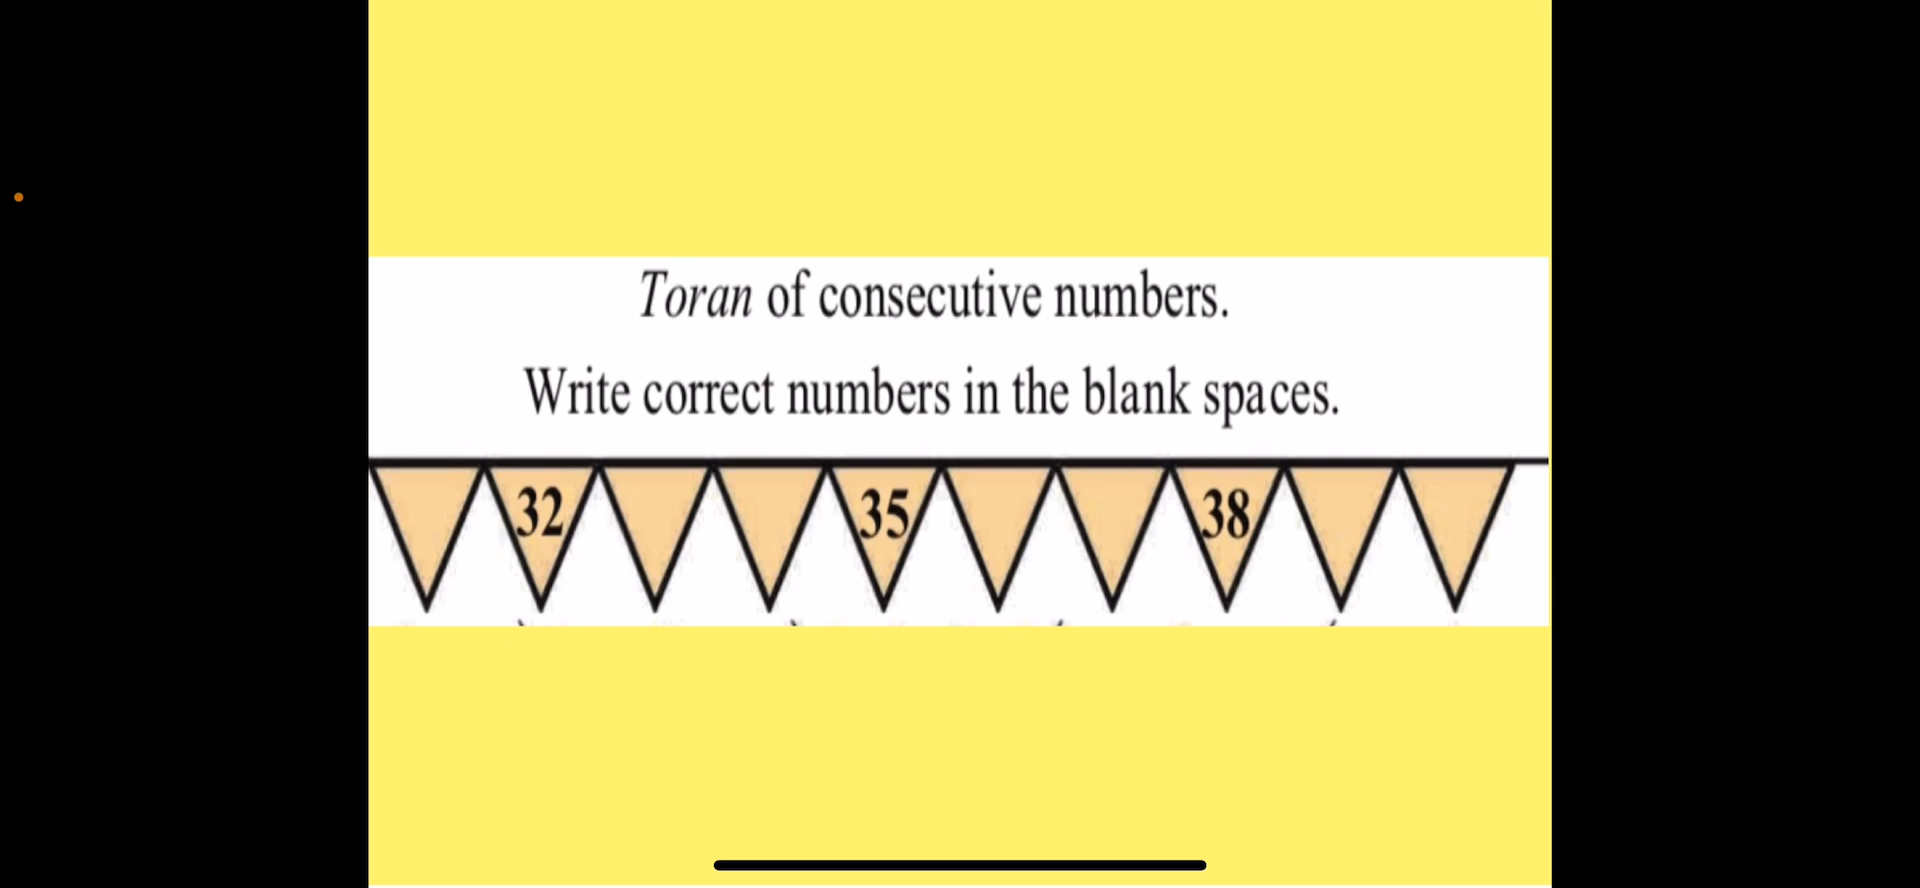 Toran of consecutive numbers.
Write correct numbers in the blank spaces.
32 35 38